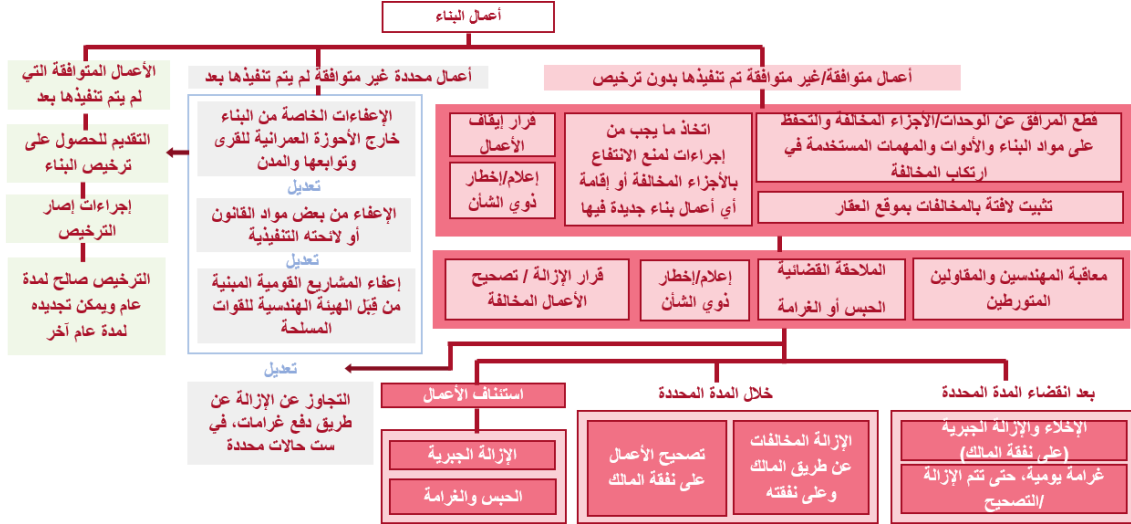 أعمال البناء
أعمال متوافقة/غير متوافقة تم تنفيذها بدون ترخيص
قطع المرافق عن الوحدات/الأجزاء المخالفة والتحفظ
على مواد البناء والأدوات والمهمات المستخدمة في
ارتكاب المخالفة
تثبيت لافتة بالمخالفات بموقع العقار
اتخاذ ما يجب من
إجراءات لمنع الانتفاع
بالأجزاء المخالفة أو إقامة
أي أعمال بناء جديدة فيها
قرار إيقاف
الأعمال
إعلام/إخطار
ذوي الشأن
معاقبة المهندسين والمقاولين
المتورطين
الملاحقة القضائية
الحبس أو الغرامة
إعلام/إخطار
ذوي الشأن
قرار الإزالة / تصحيح
الأعمال المخالفة
بعد انقضاء المدة المحددة
الإخلاء والإزالة الجبرية
(على نفقة المالك)
غرامة يومية، حتى تتم الإزالة
/التصحيح
خلال المدة المحددة
الإزالة المخالفات
عن طريق المالك
وعلى نفقته
تصحيح الأعمال
على نفقة المالك
استئناف الأعمال
الإزالة الجبرية
الحبس والغرامة
أعمال محددة غير متوافقة لم يتم تنفيذها بعد
الإعفاءات الخاصة من البناء
خارج الأحوزة العمرانية للقرى
وتوابعها والمدن
تعديل
الإعفاء من بعض مواد القانون
أو لائحته التنفيذية
تعديل
إعفاء المشاريع القومية المبنية
من قِبَل الهيئة الهندسية للقوات
المسلحة
تعديل
التجاوز عن الإزالة عن
طريق دفع غرامات، في
ست حالات محددة
الأعمال المتوافقة التي
لم يتم تنفيذها بعد
التقديم للحصول على
ترخيص البناء
إجراءات إصار
الترخيص
الترخيص صالح لمدة
عام ويمكن تجديده
لمدة عام آخر